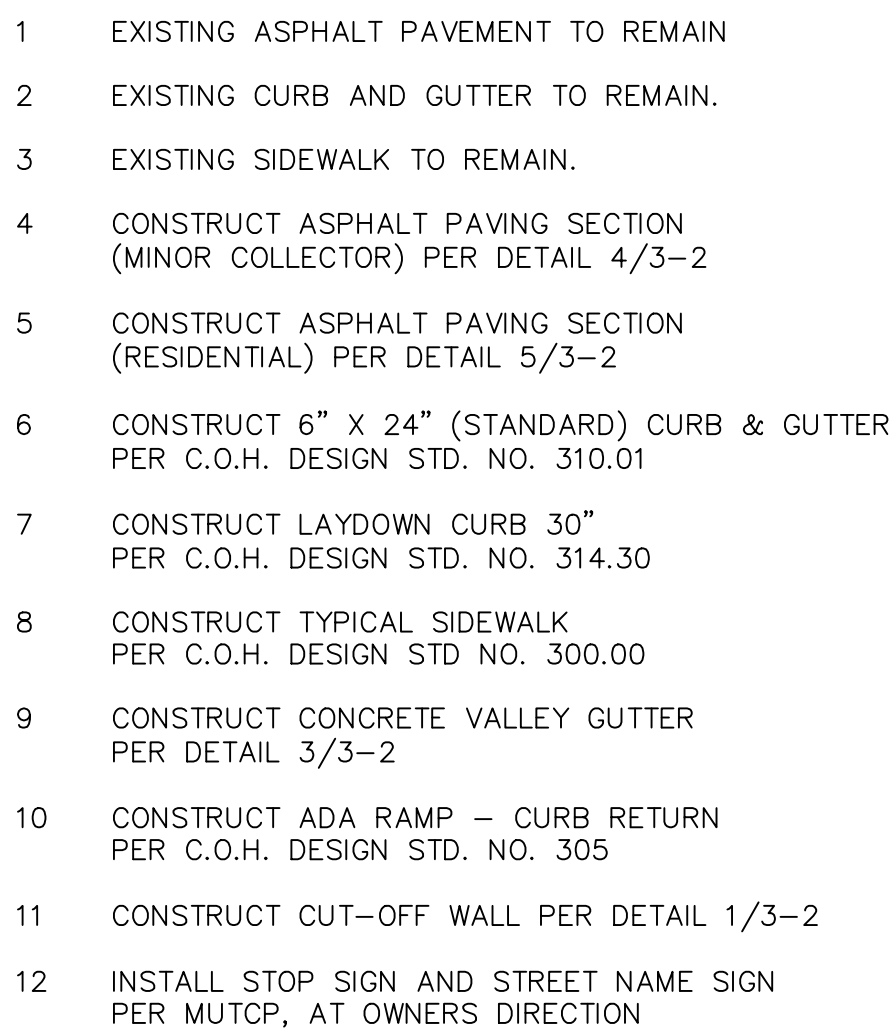 1 EXISTING ASPHALT PAVEMENT TO REMAIN
2 EXISTING CURB AND GUTTER TO REMAIN.
3 EXISTING SIDEWALK TO REMAIN.
4 CONSTRUCT ASPHALT PAVING SECTION
(MINOR COLLECTOR) PER DETAIL 4/3–2
5 CONSTRUCT ASPHALT PAVING SECTION
(RESIDENTIAL) PER DETAIL 5/3–2
6 CONSTRUCT 6” X 24” (STANDARD) CURB & GUTTER
PER C.O.H. DESIGN STD. NO. 310.01
7 CONSTRUCT LAYDOWN CURB 30”
PER C.O.H. DESIGN STD. NO. 314.30
8 CONSTRUCT TYPICAL SIDEWALK
PER C.O.H. DESIGN STD NO. 300.00
9 CONSTRUCT CONCRETE VALLEY GUTTER
PER DETAIL 3/3–2
10 CONSTRUCT ADA RAMP – CURB RETURN
PER C.O.H. DESIGN STD. NO. 305
11 CONSTRUCT CUT–OFF WALL PER DETAIL 1/3–2
12 INSTALL STOP SIGN AND STREET NAME SIGN
PER MUTCP, AT OWNERS DIRECTION